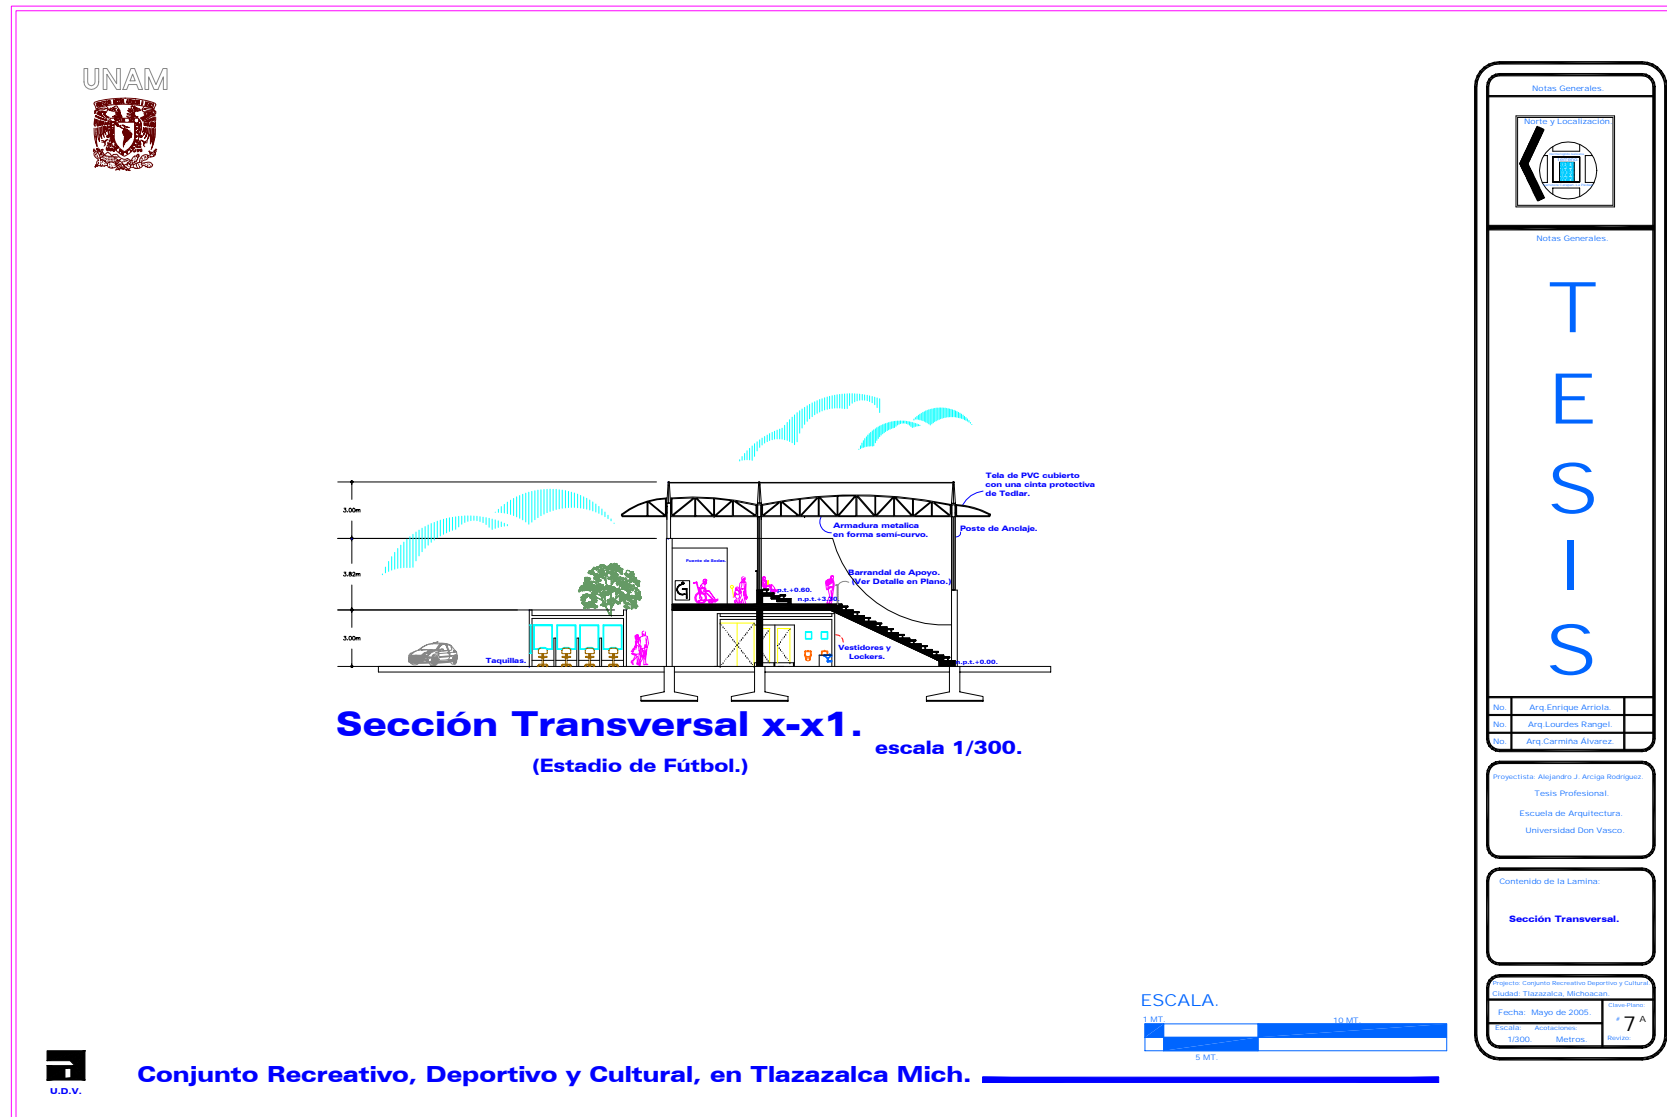 UNAM
Tela de PVC cubierto
con una cinta protectiva
de Tedlar.
3.00m
Armadura metalica
en forma semi-curvo.
Poste de Anclaje.
Fuente de Sodas.
3.82m
Barrandal de Apoyo.
(Ver Detalle en Plano.)
n.p.t.+0.60.
n.p.t.+3.30.
3.00m
Taquillas.
Vestidores y
Lockers.
n.p.t.+0.00.
Sección Transversal x-x1.
escala 1/300.
(Estadio de Fútbol.)
ESCALA.
1 MT.
10 MT.
5 MT.
U.D.V.
Conjunto Recreativo, Deportivo y Cultural, en Tlazazalca Mich.
Notas Generales.
Norte y Localización.
Notas Generales.
T
E
S
I
S
No. Arq.Enrique Arriola.
No. Arq.Lourdes Rangel.
No. Arq.Carmiña Álvarez.
Proyectista: Alejandro J. Arciga Rodríguez.
Tesis Profesional.
Escuela de Arquitectura.
Universidad Don Vasco.
Contenido de la Lamina:
Sección Transversal.
Projecto: Conjunto Recreativo Deportivo y Cultural
Ciudad: Tlazazalca, Michoacan.
Fecha: Mayo de 2005.
Clave-Plano:
# 7 A
Escala: Acotaciones:
1/300. Metros.
Revizo: